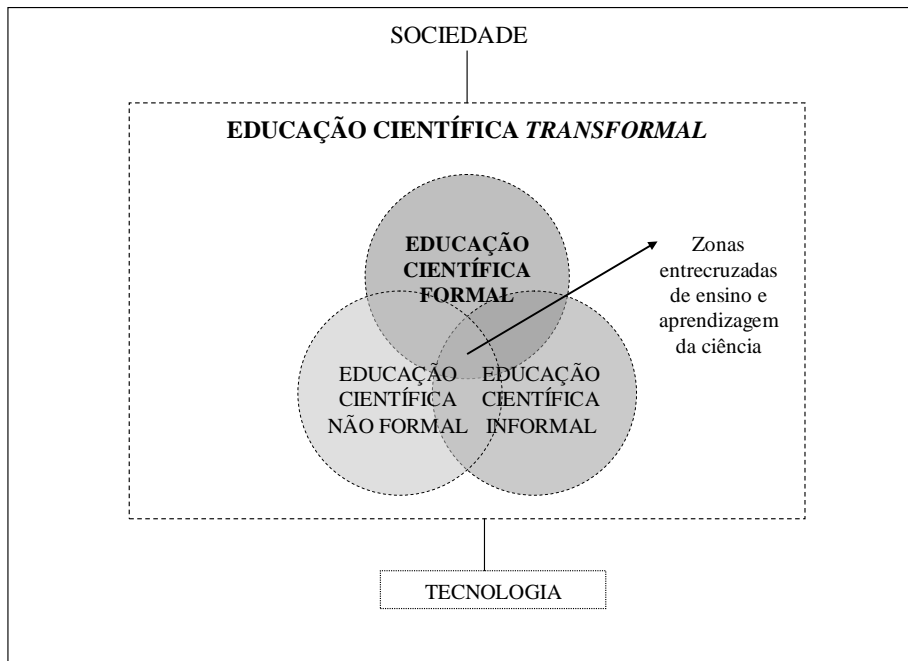 SOCIEDADE
EDUCAÇÃO CIENTÍFICA TRANSFORMAL
EDUCAÇÃO
CIENTÍFICA
FORMAL
Zonas
entrecruzadas
de ensino e
aprendizagem
da ciência
EDUCAÇÃO
CIENTÍFICA
NÃO FORMAL
EDUCAÇÃO
CIENTÍFICA
INFORMAL
TECNOLOGIA